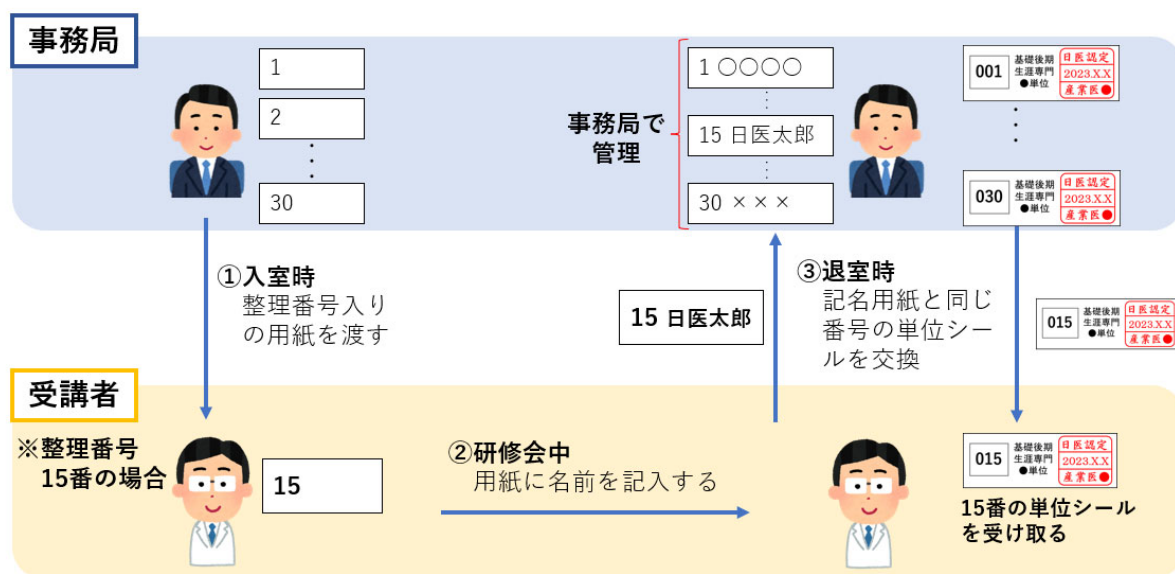 事務局
1
2
・
・
・
30
事務局で
管理
1 ○○○○
15 日医太郎
30 × × ×
001
基礎後期
生涯専門
●単位
日医認定
2023.X.X
産業医●
・
・
・
030
基礎後期
生涯専門
●単位
日医認定
2023.X.X
産業医●
①入室時
整理番号入り
の用紙を渡す
15 日医太郎
③退室時
記名用紙と同じ
番号の単位シー
ルを交換
015
基礎後期
生涯専門
●単位
日医認定
2023.X.X
産業医●
受講者
※整理番号
15番の場合
15
②研修会中
用紙に名前を記入する
015
基礎後期
生涯専門
●単位
日医認定
2023.X.X
産業医●
15番の単位シール
を受け取る